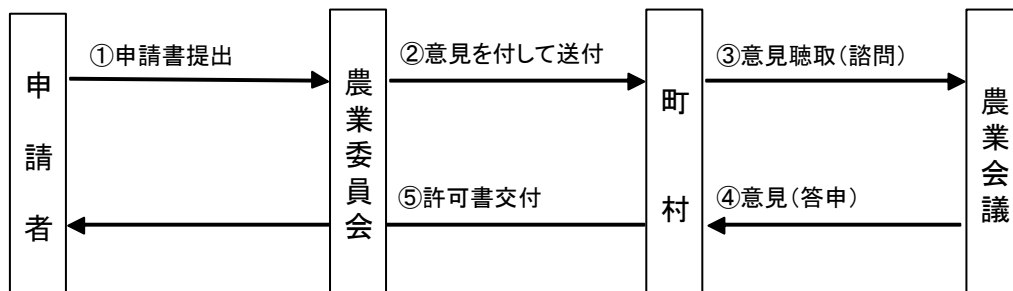 申請者
①申請書提出
農業委員会
②意見を付して送付
町村
③意見聴取(諮問)
農業会議
④意見(答申)
⑤許可書交付